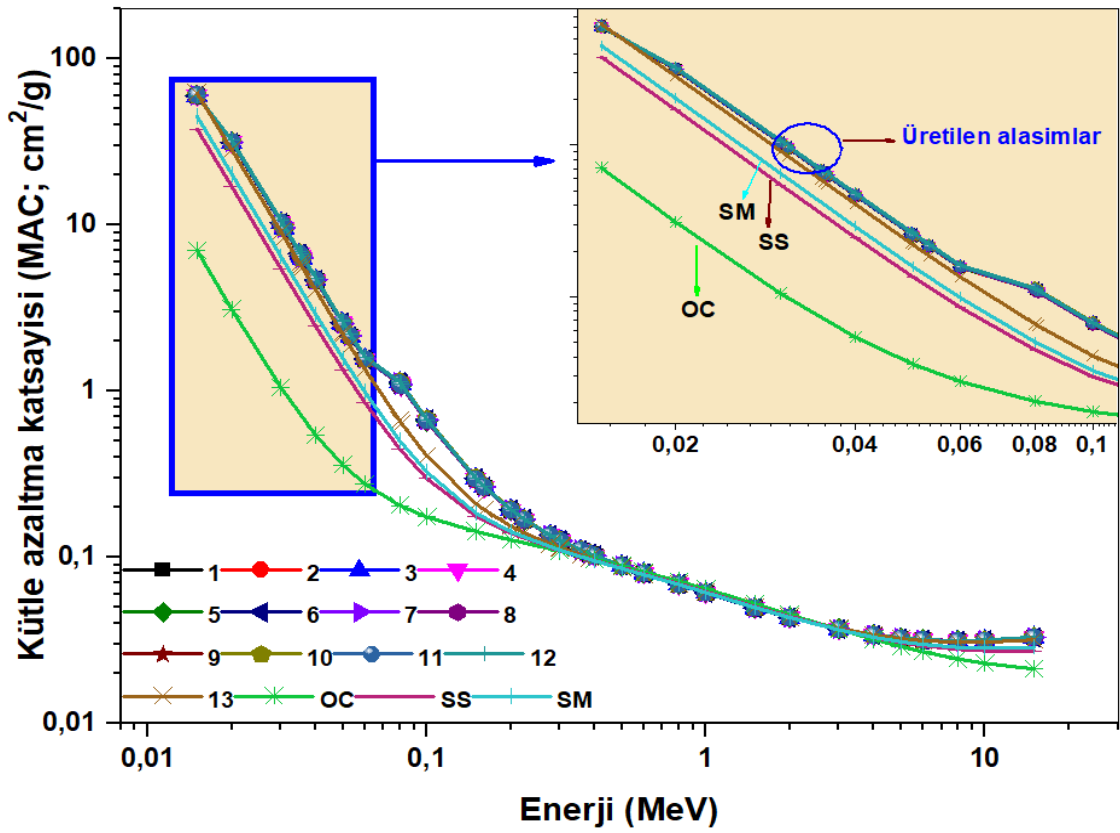 Kütle azaltma katsayisi (MAC; cm²/g)
100
10
1
0,1
0,01
0,01
0,1
1
10
Enerji (MeV)
Üretilen alasimlar
SM
SS
OC
0,02
0,04
0,06
0,08
0,1
1 2 3 4
5 6 7 8
9 10 11 12
13 OC SS SM